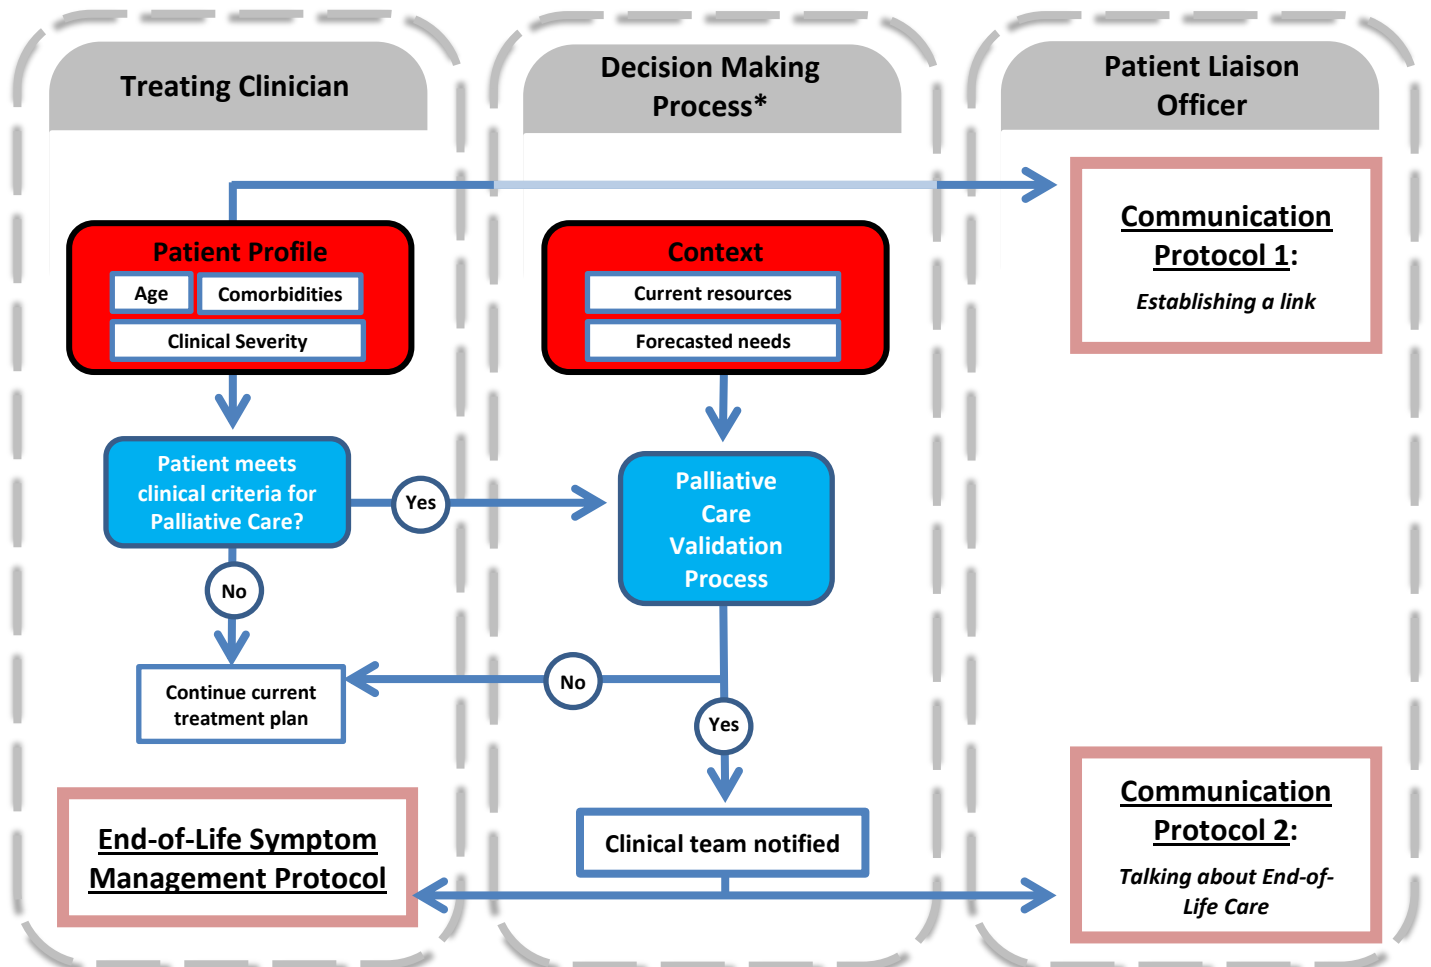 Treating Clinician
Decision Making
Process*
Patient Liaison
Officer
Patient Profile
Age
Comorbidities
Clinical Severity
Context
Current resources
Forecasted needs
Communication
Protocol 1:
Establishing a link
Patient meets
clinical criteria for
Palliative Care?
Yes
Palliative
Care
Validation
Process
No
Continue current
treatment plan
No
Yes
End-of-Life Symptom
Management Protocol
Clinical team notified
Communication
Protocol 2:
Talking about End-of-
Life Care